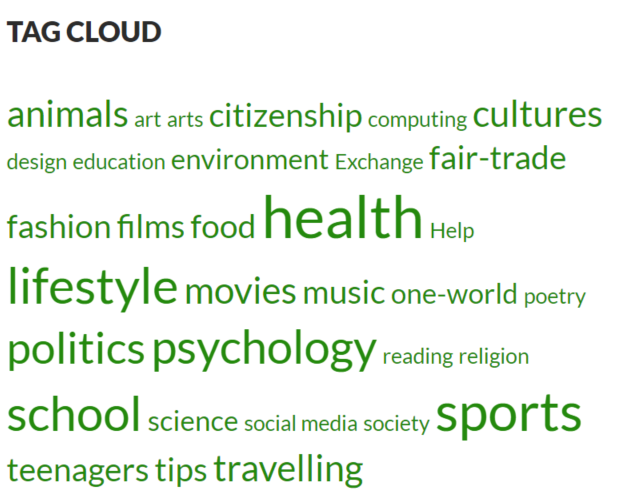 TAG CLOUD
animals art arts citizenship computing cultures
design education environment Exchange fair-trade
fashion films food health Help
lifestyle movies music one-world poetry
politics psychology reading religion
school science social media society sports
teenagers tips travelling